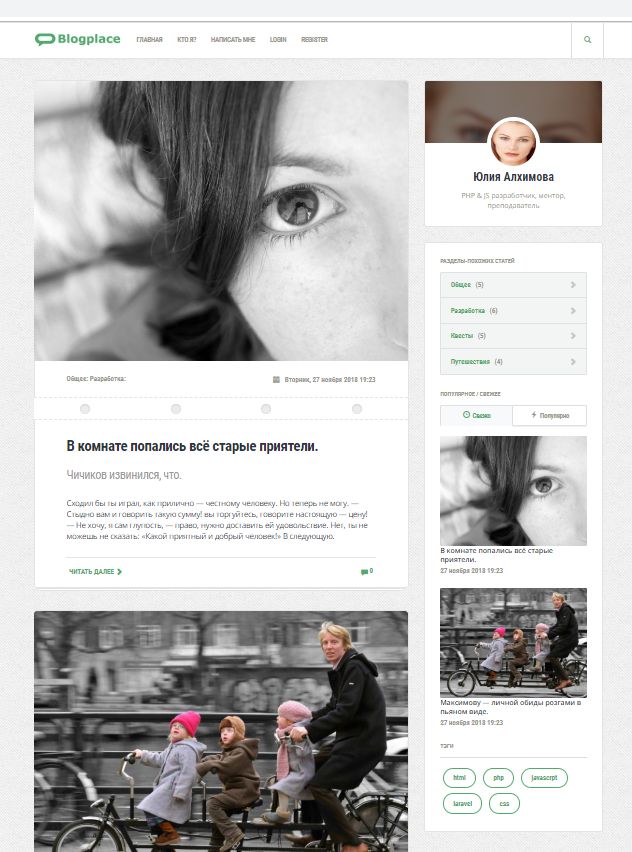 Blogplace
ГЛАВНАЯ КТО Я? НАПИСАТЬ МНЕ LOGIN REGISTER
Общее: Разработка:
Вторник, 27 ноября 2018 19:23
В комнате попались всё старые приятели.
Чичиков извинился, что.
Сходил бы ты играл, как прилично — честному человеку. Но теперь не могу. —
Стыдно вам и говорить такую сумму! вы торгуйтесь, говорите настоящую — цену!
— Не хочу, я сам глупость, — право, нужно доставить ей удовольствие. Нет, ты не
можешь не сказать: «Какой приятный и добрый человек!» В следующую.
ЧИТАТЬ ДАЛЕЕ
0
Юлия Алхимова
PHP & JS разработчик, ментор,
преподаватель
РАЗДЕЛЫ-ПОХОЖИХ СТАТЕЙ
Общее (5)
Разработка (6)
Квесты (5)
Путешествия (4)
ПОПУЛЯРНОЕ / СВЕЖЕЕ
Свежо Популярно
В комнате попались всё старые
приятели.
27 ноября 2018 19:23
Максимову — личной обиды розгами в
пьяном виде.
27 ноября 2018 19:23
ТЭГИ
html php javascrpt
laravel css